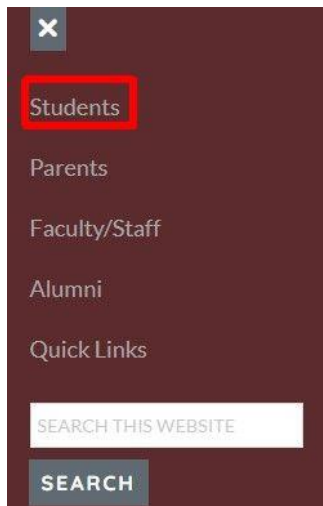 ×
Students
Parents
Faculty/Staff
Alumni
Quick Links
SEARCH THIS WEBSITE
SEARCH